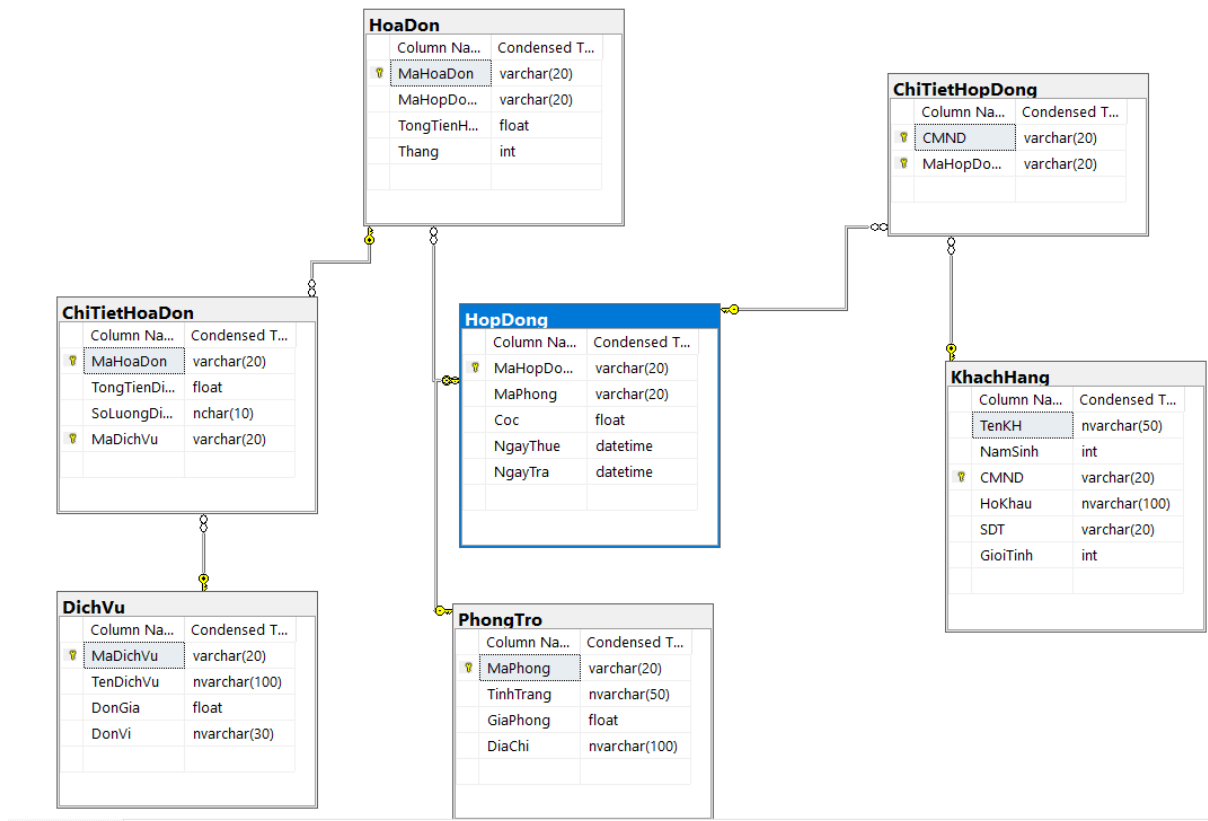 HoaDon
Column Na... Condensed T...
MaHoaDon varchar(20)
MaHopDo... varchar(20)
TongTienH... float
Thang int
ChiTietHopDong
Column Na... Condensed T...
CMND varchar(20)
MaHopDo... varchar(20)
ChiTietHoaDon
Column Na... Condensed T...
MaHoaDon varchar(20)
TongTienDi... float
SoLuongDi... nchar(10)
MaDichVu varchar(20)
HopDong
Column Na... Condensed T...
MaHopDo... varchar(20)
MaPhong varchar(20)
Coc float
NgayThue datetime
NgayTra datetime
KhachHang
Column Na... Condensed T...
TenKH nvarchar(50)
NamSinh int
CMND varchar(20)
HoKhau nvarchar(100)
SDT varchar(20)
GioiTinh int
DichVu
Column Na... Condensed T...
MaDichVu varchar(20)
TenDichVu nvarchar(100)
DonGia float
DonVi nvarchar(30)
PhongTro
Column Na... Condensed T...
MaPhong varchar(20)
TinhTrang nvarchar(50)
GiaPhong float
DiaChi nvarchar(100)